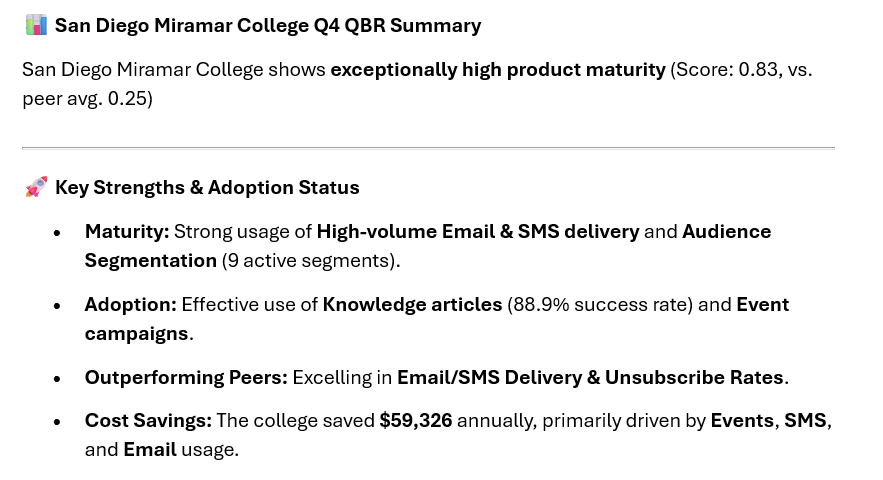 📊 San Diego Miramar College Q4 QBR Summary
San Diego Miramar College shows exceptionally high product maturity (Score: 0.83, vs.
peer avg. 0.25)
🚀 Key Strengths & Adoption Status
• Maturity: Strong usage of High-volume Email & SMS delivery and Audience
Segmentation (9 active segments).
• Adoption: Effective use of Knowledge articles (88.9% success rate) and Event
campaigns.
• Outperforming Peers: Excelling in Email/SMS Delivery & Unsubscribe Rates.
• Cost Savings: The college saved $59,326 annually, primarily driven by Events, SMS,
and Email usage.